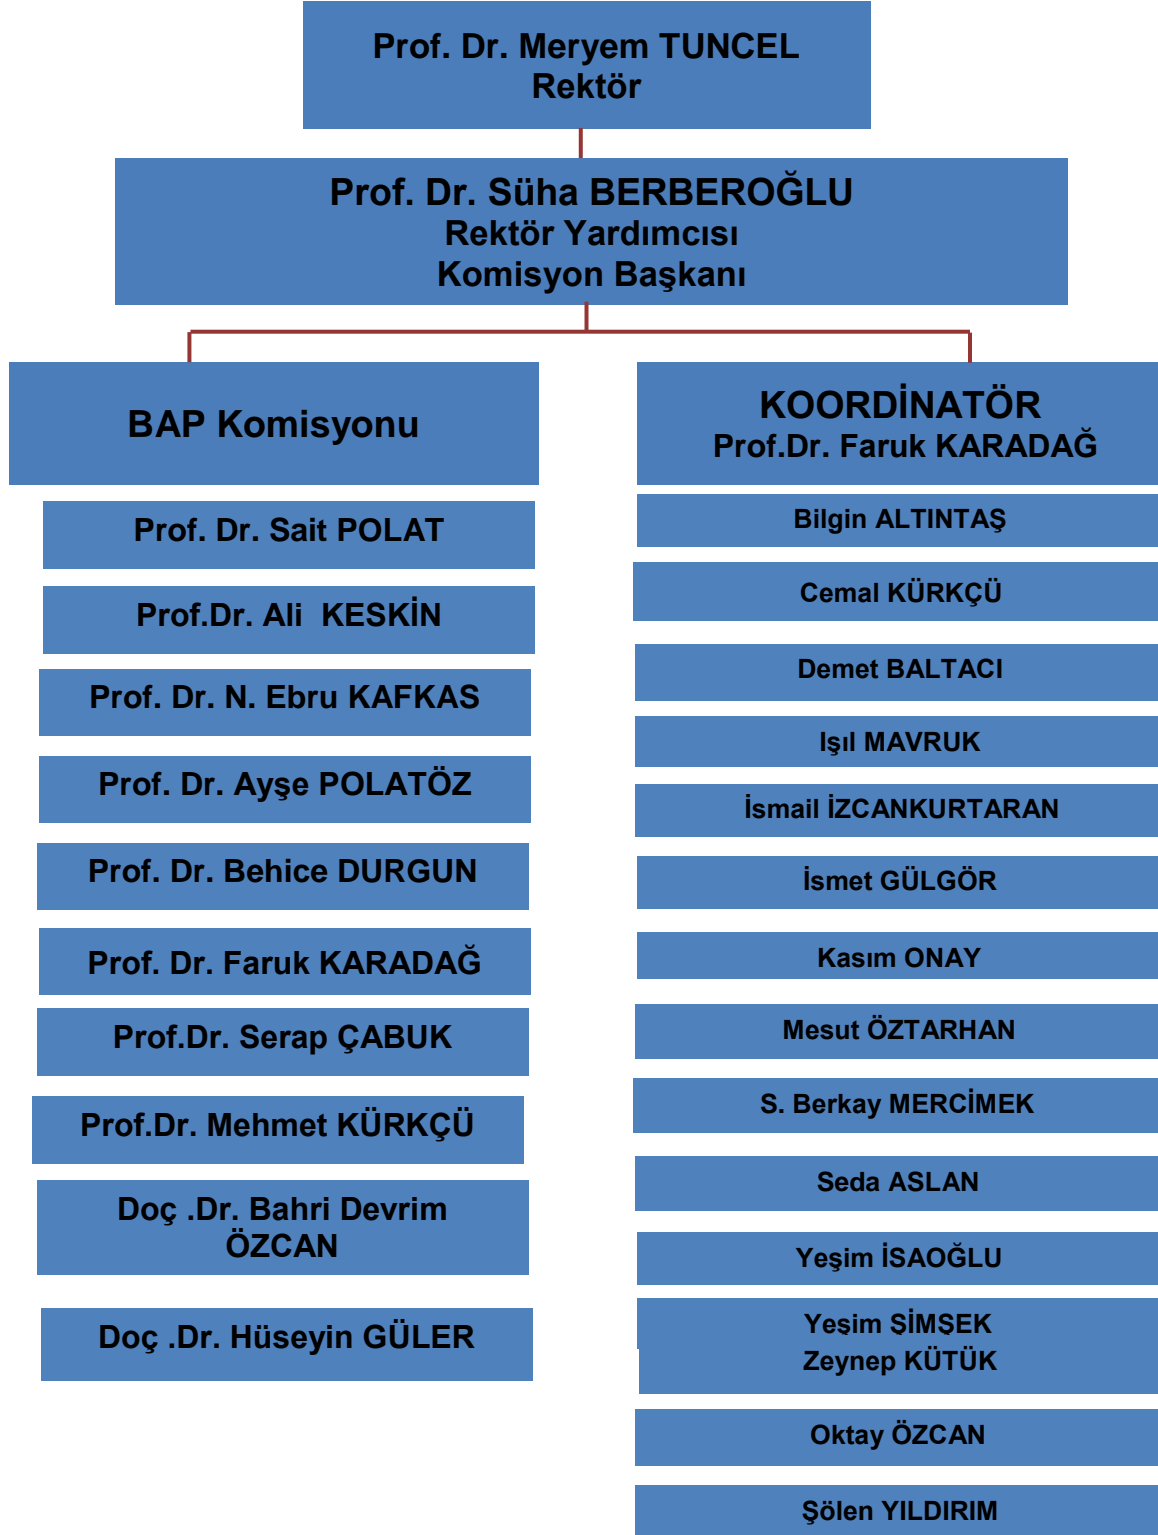 Prof. Dr. Meryem TUNCEL
Rektör
Prof. Dr. Süha BERBEROĞLU
Rektör Yardımcısı
Komisyon Başkanı
BAP Komisyonu
Prof. Dr. Sait POLAT
Prof.Dr. Ali KESKİN
Prof. Dr. N. Ebru KAFKAS
Prof. Dr. Ayşe POLATÖZ
Prof. Dr. Behice DURGUN
Prof. Dr. Faruk KARADAĞ
Prof.Dr. Serap ÇABUK
Prof.Dr. Mehmet KÜRKÇÜ
Doç .Dr. Bahri Devrim
ÖZCAN
Doç .Dr. Hüseyin GÜLER
KOORDİNATÖR
Prof.Dr. Faruk KARADAĞ
Bilgin ALTINTAŞ
Cemal KÜRKÇÜ
Demet BALTACI
Işıl MAVRUK
İsmail İZCANKURTARAN
İsmet GÜLGÖR
Kasım ONAY
Mesut ÖZTARHAN
S. Berkay MERCİMEK
Seda ASLAN
Yeşim İSAOĞLU
Yeşim ŞİMŞEK
Zeynep KÜTÜK
Oktay ÖZCAN
Şölen YILDIRIM